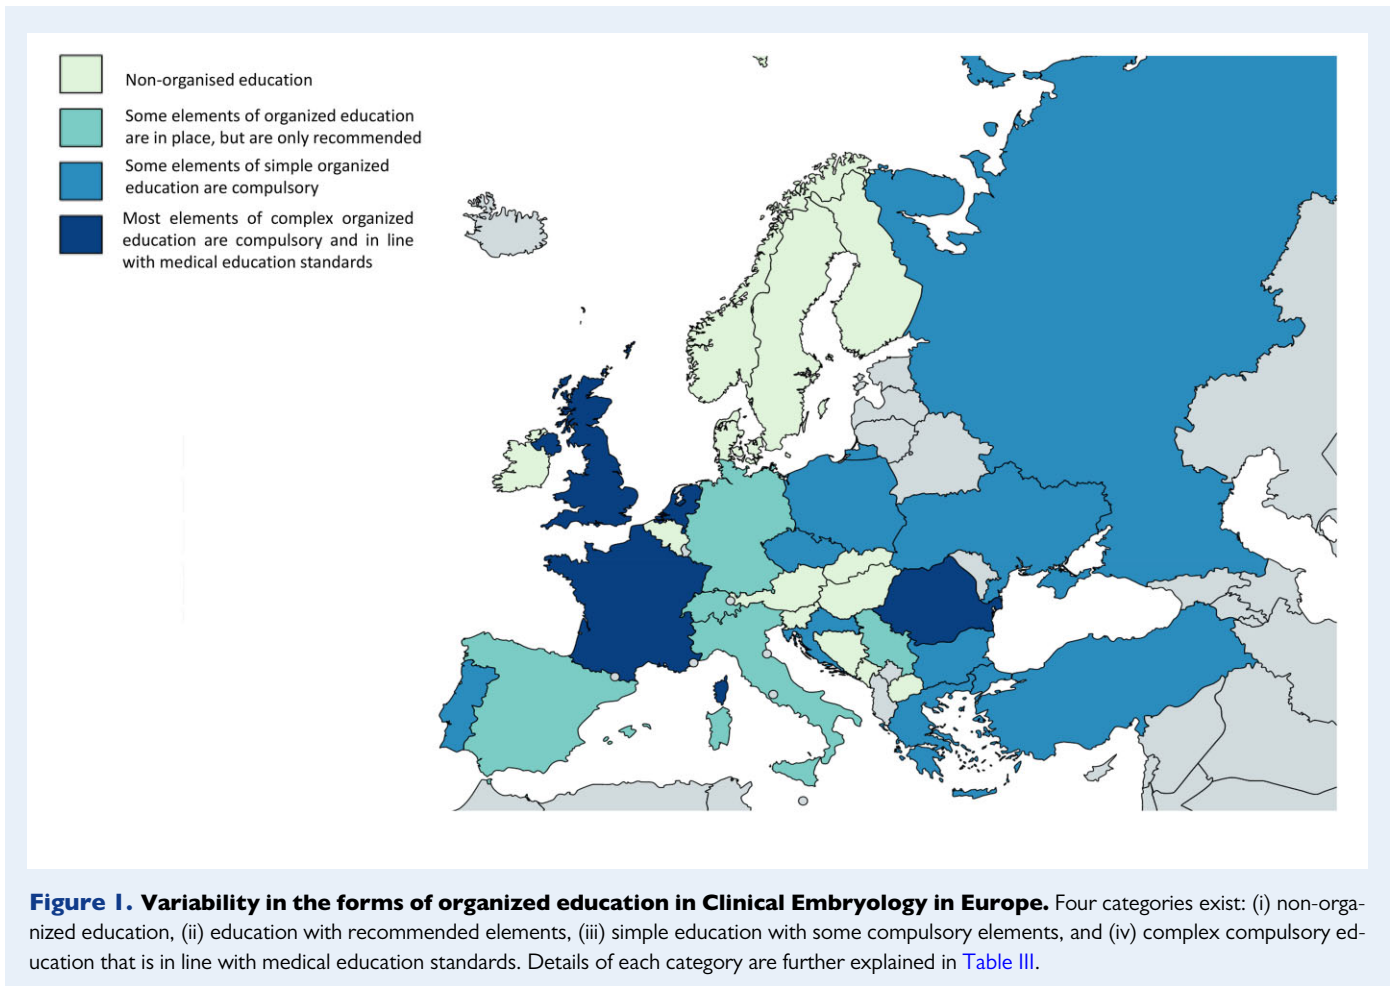 Non-organised education
Some elements of organized education
are in place, but are only recommended
Some elements of simple organized
education are compulsory
Most elements of complex organized
education are compulsory and in line
with medical education standards
Figure 1. Variability in the forms of organized education in Clinical Embryology in Europe. Four categories exist: (i) non-orga-
nized education, (ii) education with recommended elements, (iii) simple education with some compulsory elements, and (iv) complex compulsory ed-
ucation that is in line with medical education standards. Details of each category are further explained in Table III.